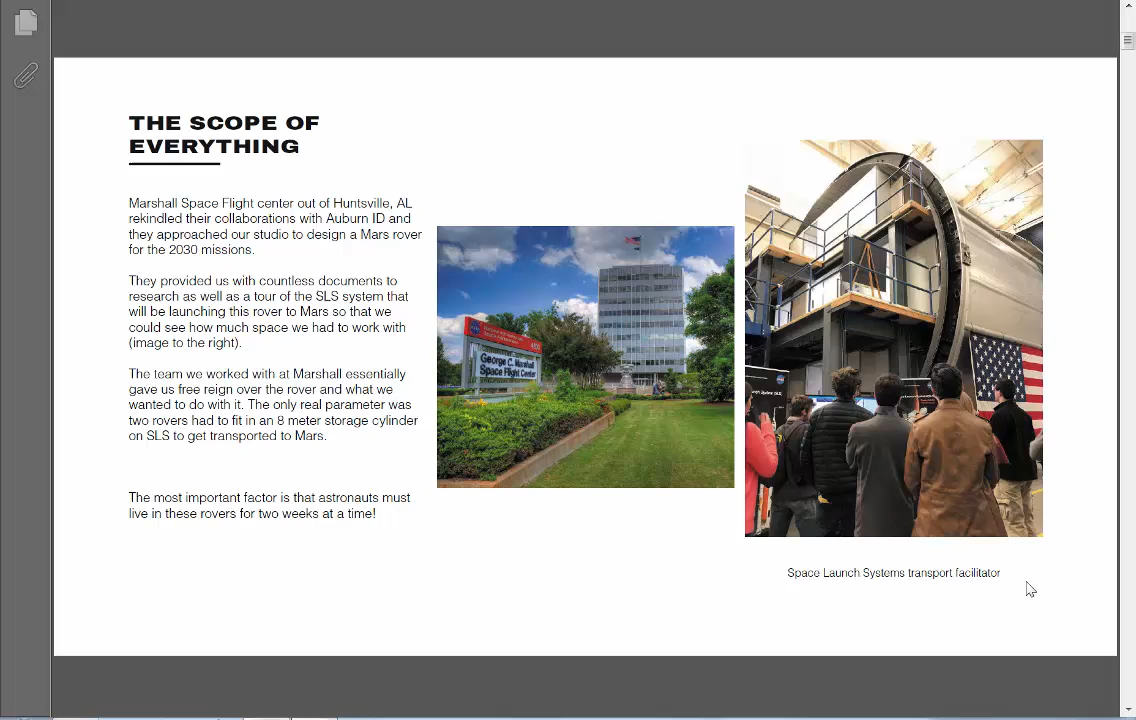 THE SCOPE OF
EVERYTHING
Marshall Space Flight center out of Huntsville, AL
rekindled their collaborations with Auburn ID and
they approached our studio to design a Mars rover
for the 2030 missions.
They provided us with countless documents to
research as well as a tour of the SLS system that
will be launching this rover to Mars so that we
could see how much space we had to work with
(image to the right).
The team we worked with at Marshall essentially
gave us free reign over the rover and what we
wanted to do with it. The only real parameter was
two rovers had to fit in an 8 meter storage cylinder
on SLS to get transported to Mars.
The most important factor is that astronauts must
live in these rovers for two weeks at a time!
George C. Marshall
Space Flight Center
Space Launch Systems transport facilitator